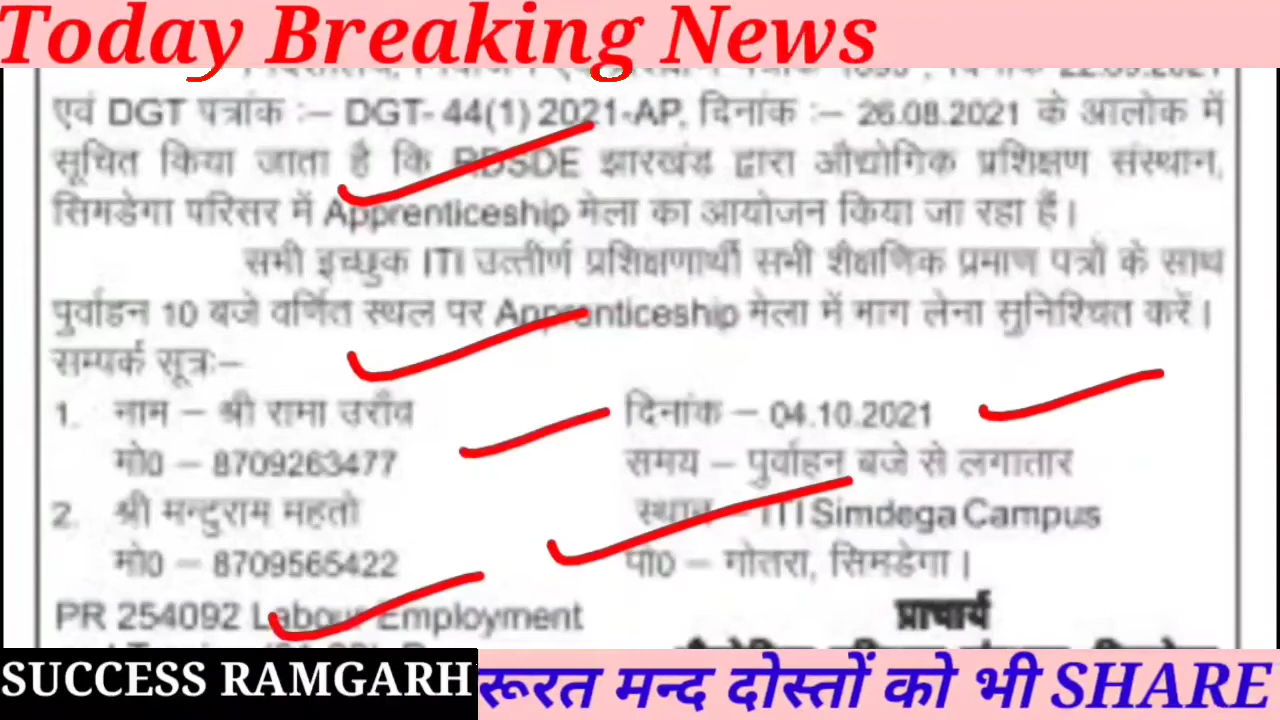 Today Breaking News
22.09.2021
एवं DGT पत्रांक :– DGT- 44(1) 2021-AP, दिनांक :– 26.08.2021 के आलोक में
सूचित किया जाता है कि RDSDE झारखंड द्वारा औद्योगिक प्रशिक्षण संस्थान,
सिमडेगा परिसर में Apprenticeship मेला का आयोजन किया जा रहा हैं।
सभी इच्छुक ITI उत्तीर्ण प्रशिक्षणार्थी सभी शैक्षणिक प्रमाण पत्रों के साथ
पुर्वाहन 10 बजे वर्णित स्थल पर Apprenticeship मेला में भाग लेना सुनिश्चित करें।
सम्पर्क सूत्रः–
1. नाम – श्री रामा उराँव दिनांक – 04.10.2021
मो0 – 8709263477 समय – पुर्वाहन बजे से लगातार
2. श्री मन्टुराम महतो स्थान – ITI Simdega Campus
मो0 – 8709565422 पो0 – गोतरा, सिमडेगा।
PR 254092 Labour Employment प्राचार्य
SUCCESS RAMGARH रूरत मन्द दोस्तों को भी SHARE